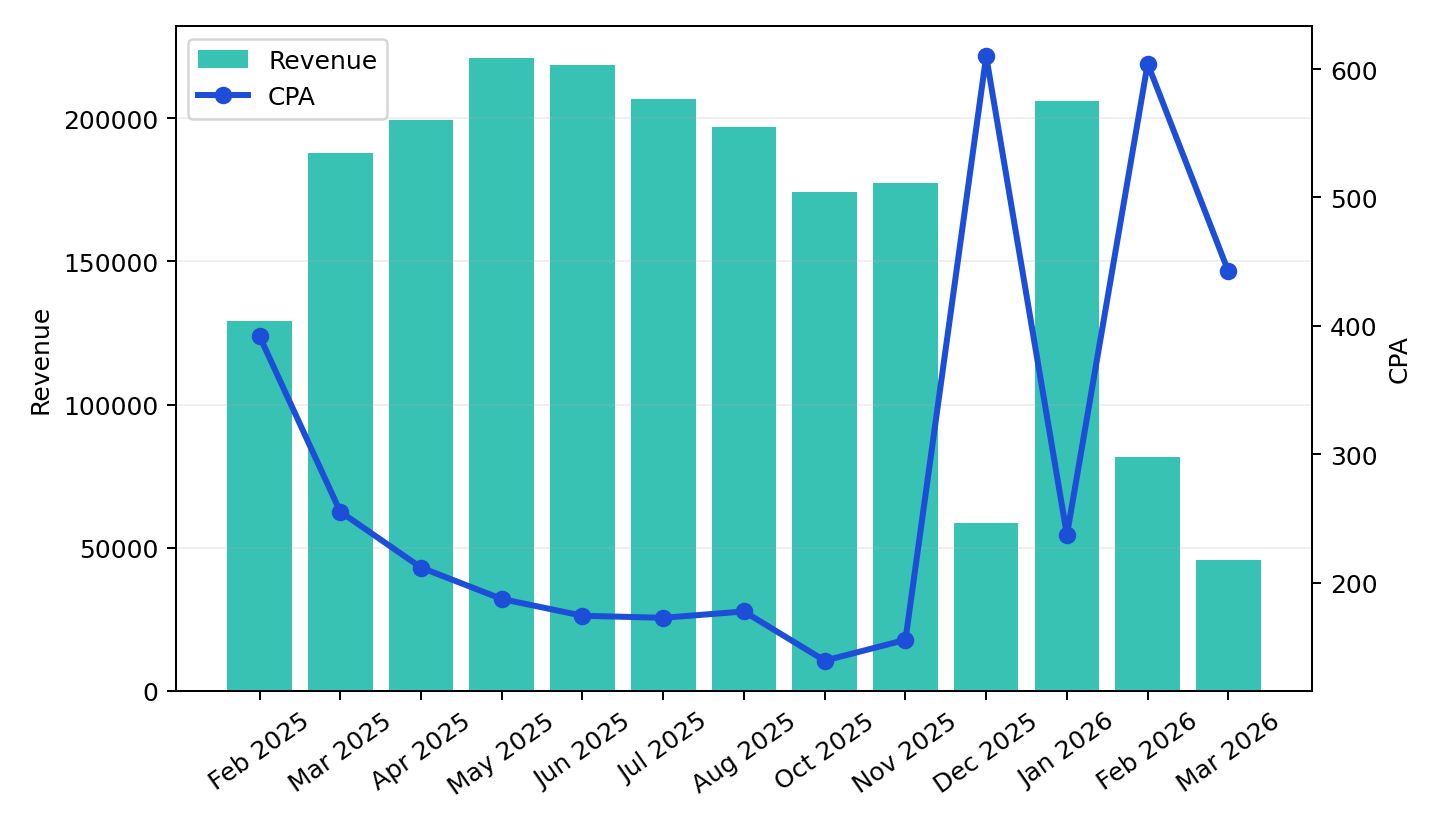 Revenue
CPA
Revenue
200000
150000
100000
50000
0
600
500
400
300
200
CPA
Feb 2025
Mar 2025
Apr 2025
May 2025
Jun 2025
Jul 2025
Aug 2025
Oct 2025
Nov 2025
Dec 2025
Jan 2026
Feb 2026
Mar 2026